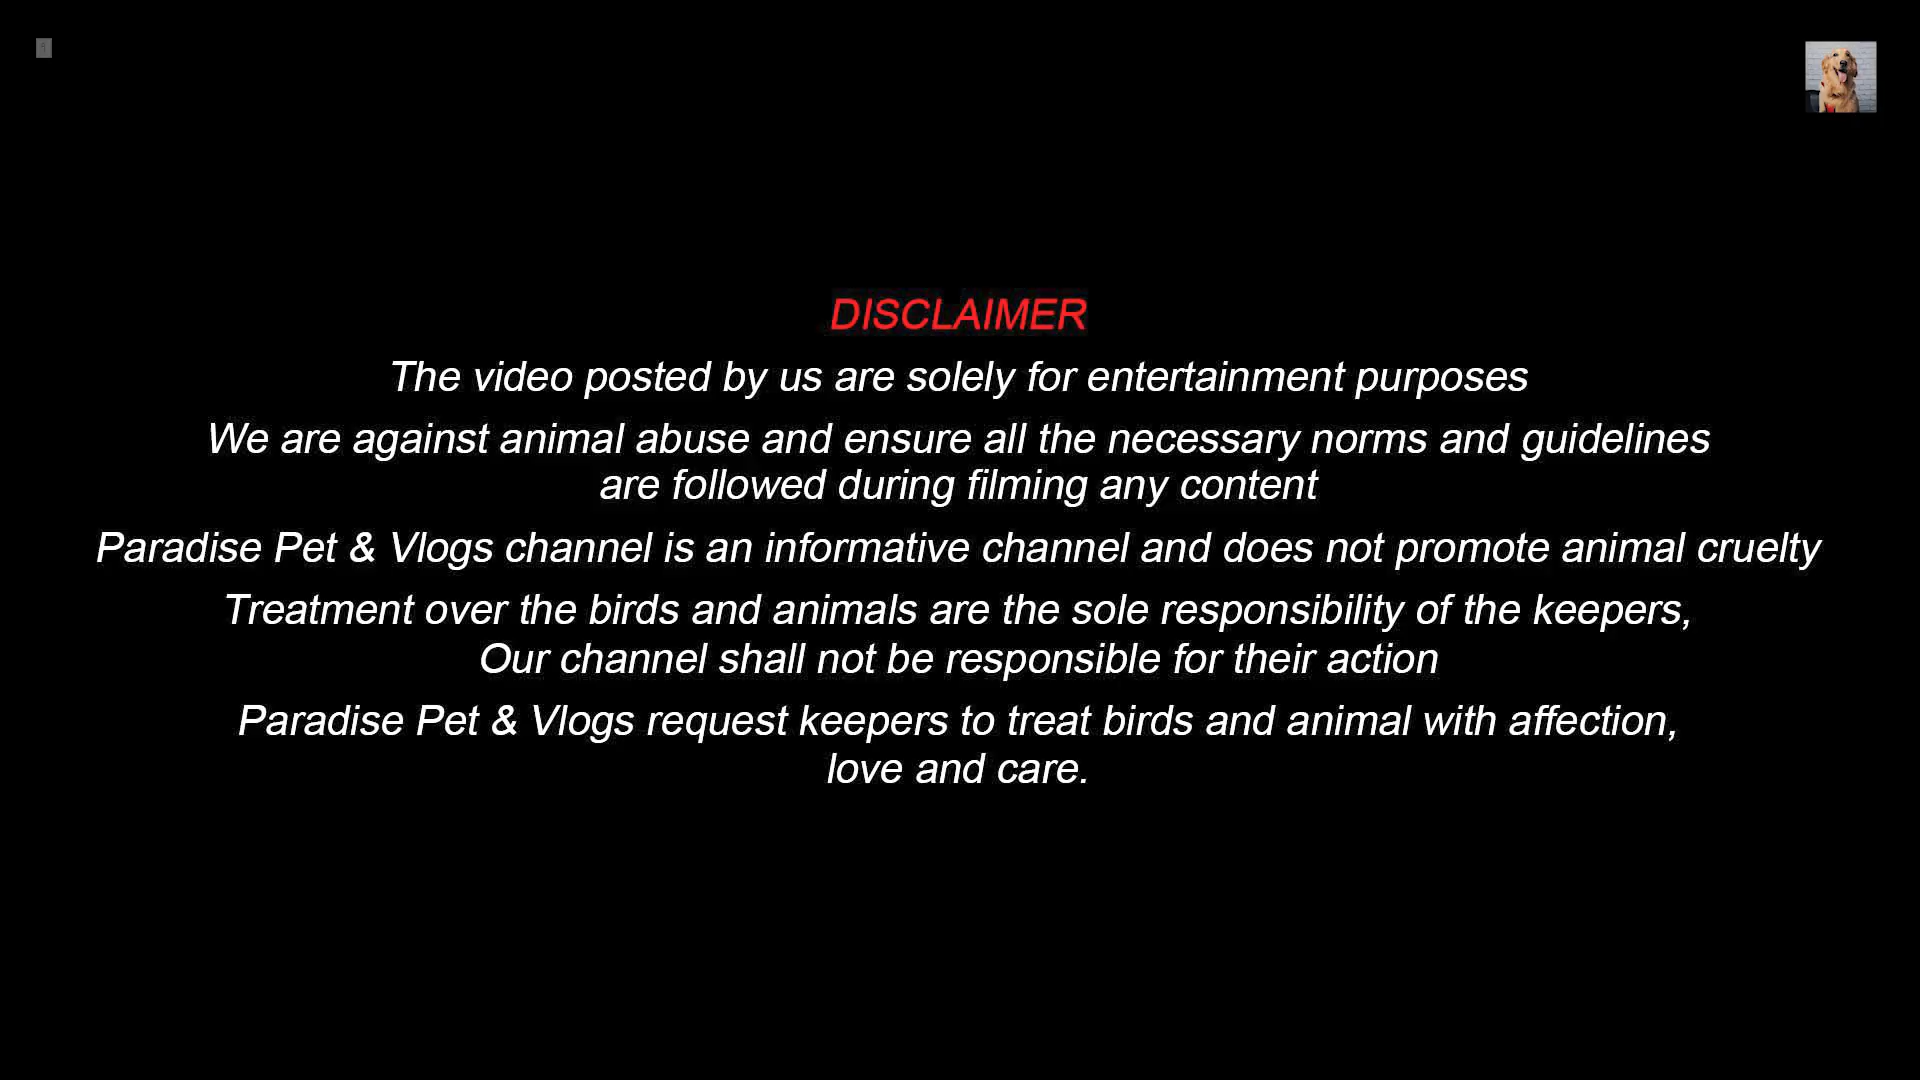 DISCLAIMER
The video posted by us are solely for entertainment purposes
We are against animal abuse and ensure all the necessary norms and guidelines
are followed during filming any content
Paradise Pet & Vlogs channel is an informative channel and does not promote animal cruelty
Treatment over the birds and animals are the sole responsibility of the keepers,
Our channel shall not be responsible for their action
Paradise Pet & Vlogs request keepers to treat birds and animal with affection,
love and care.